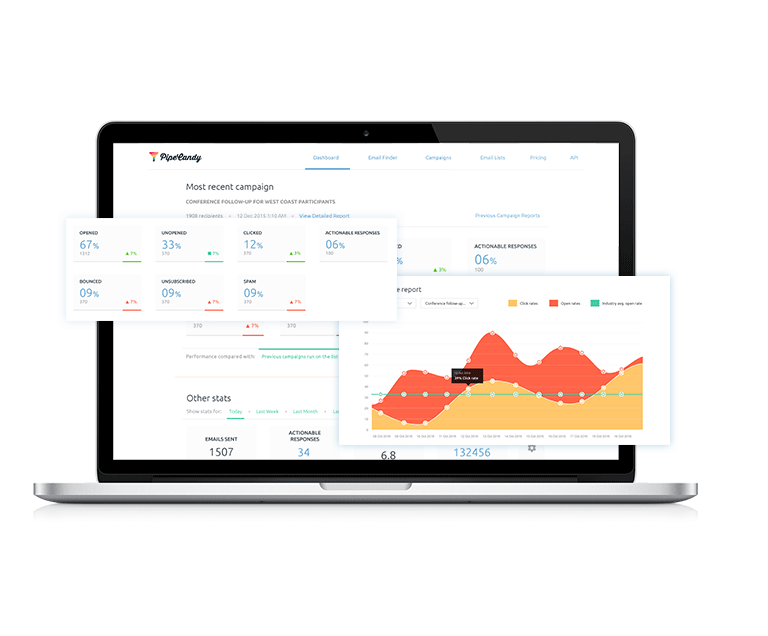 PipeCandy
Dashboard
Email Finder
Campaigns
Email Lists
Pricing
API
Most recent campaign
CONFERENCE FOLLOW-UP FOR WEST COAST PARTICIPANTS
1908 recipients • 12 Dec 2015 1:10 AM • View Detailed Report
Previous Campaign Reports
OPENED
67%
1312
▲ 7%
UNOPENED
33%
370
7%
CLICKED
12%
370
▲ 3%
ACTIONABLE RESPONSES
06%
100
BOUNCED
09%
370
▲ 7%
UNSUBSCRIBED
09%
370
▲ 7%
SPAM
09%
370
▲ 7%
D
%
▲ 3%
ACTIONABLE RESPONSES
06%
100
370
▲ 7%
370
Performance compared with: Previous campaigns run on the list
e report
Conference follow-up...
Click rates
Open rates
Industry avg. open rate
39% Click rate
Other stats
Show stats for: Today • Last Week • Last Month • La
EMAILS SENT
1507
ACTIONABLE
RESPONSES
34
6.8
132456